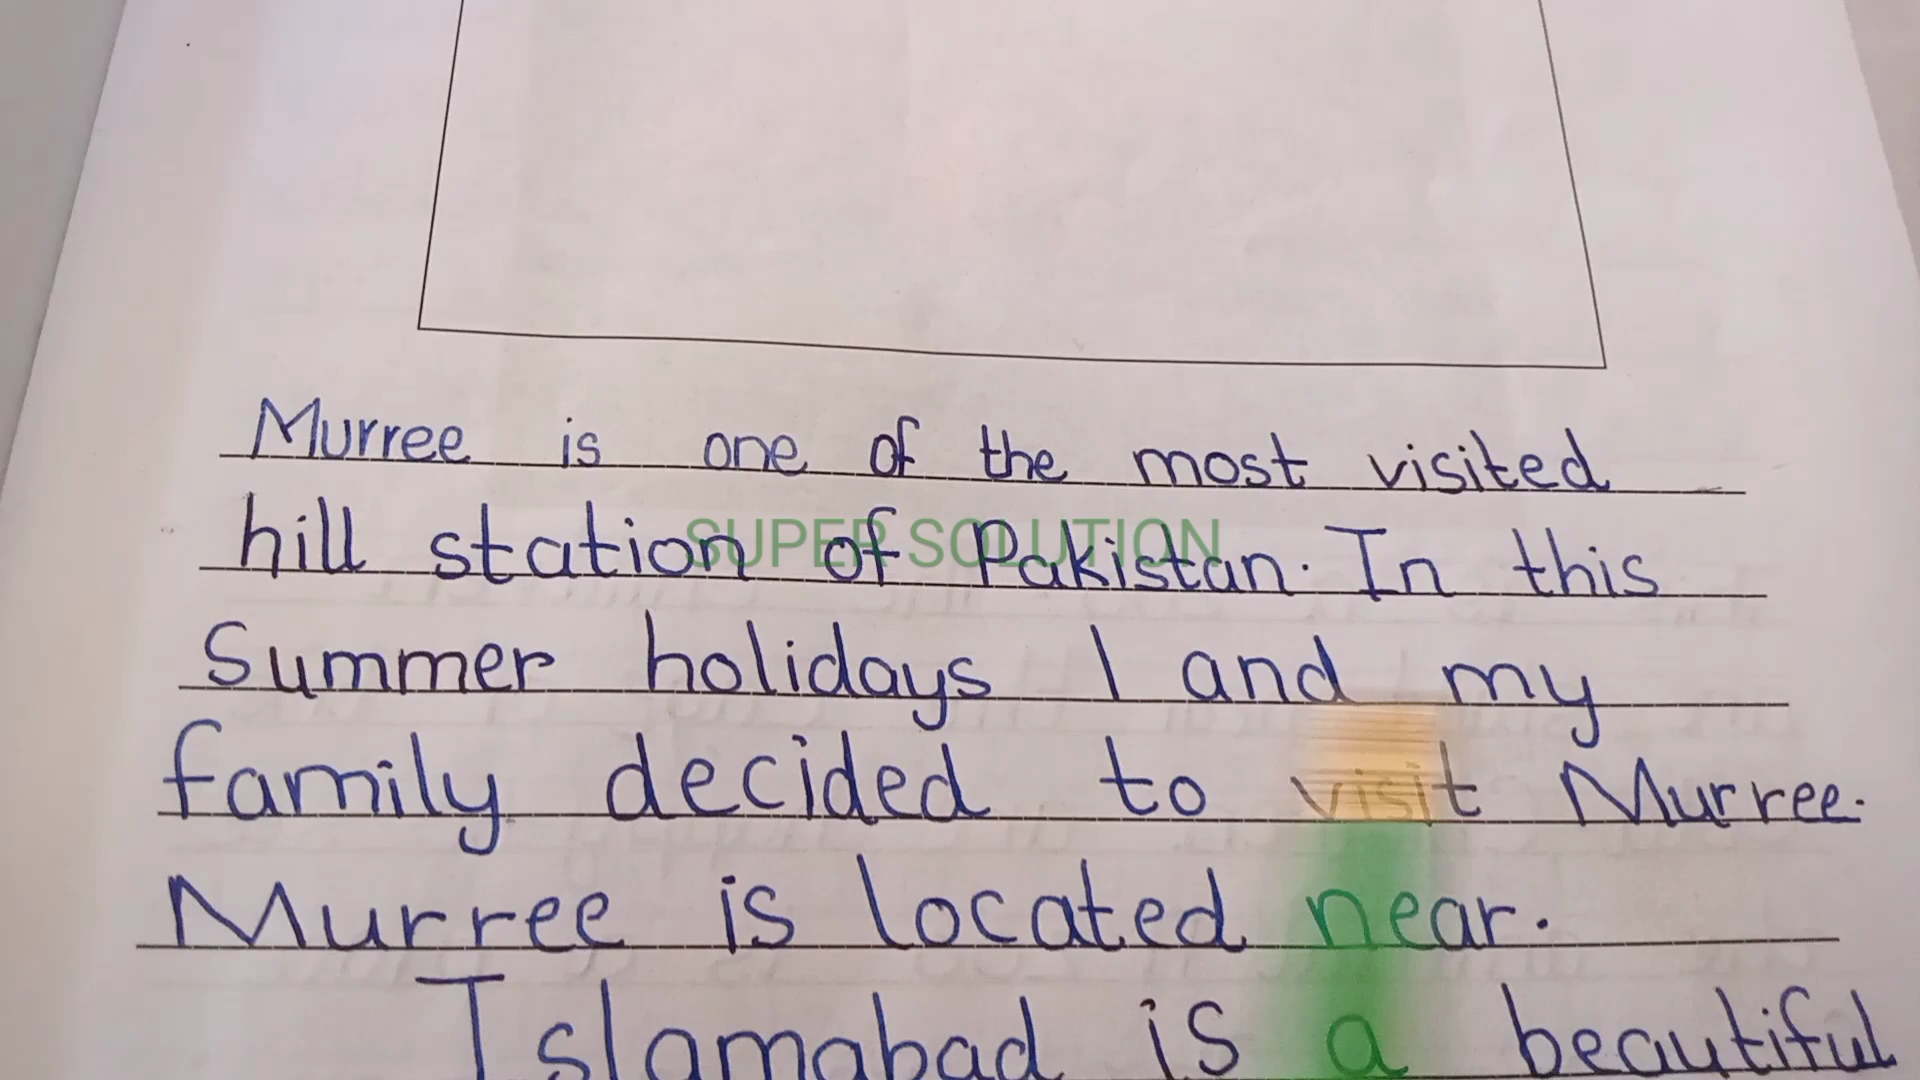 Murree is one of the most visited
hill station of Pakistan. In this
SUPER SOLUTION
Summer holidays I and my
family decided to visit Murree.
Murree is located near.
Islamabad is a beautiful